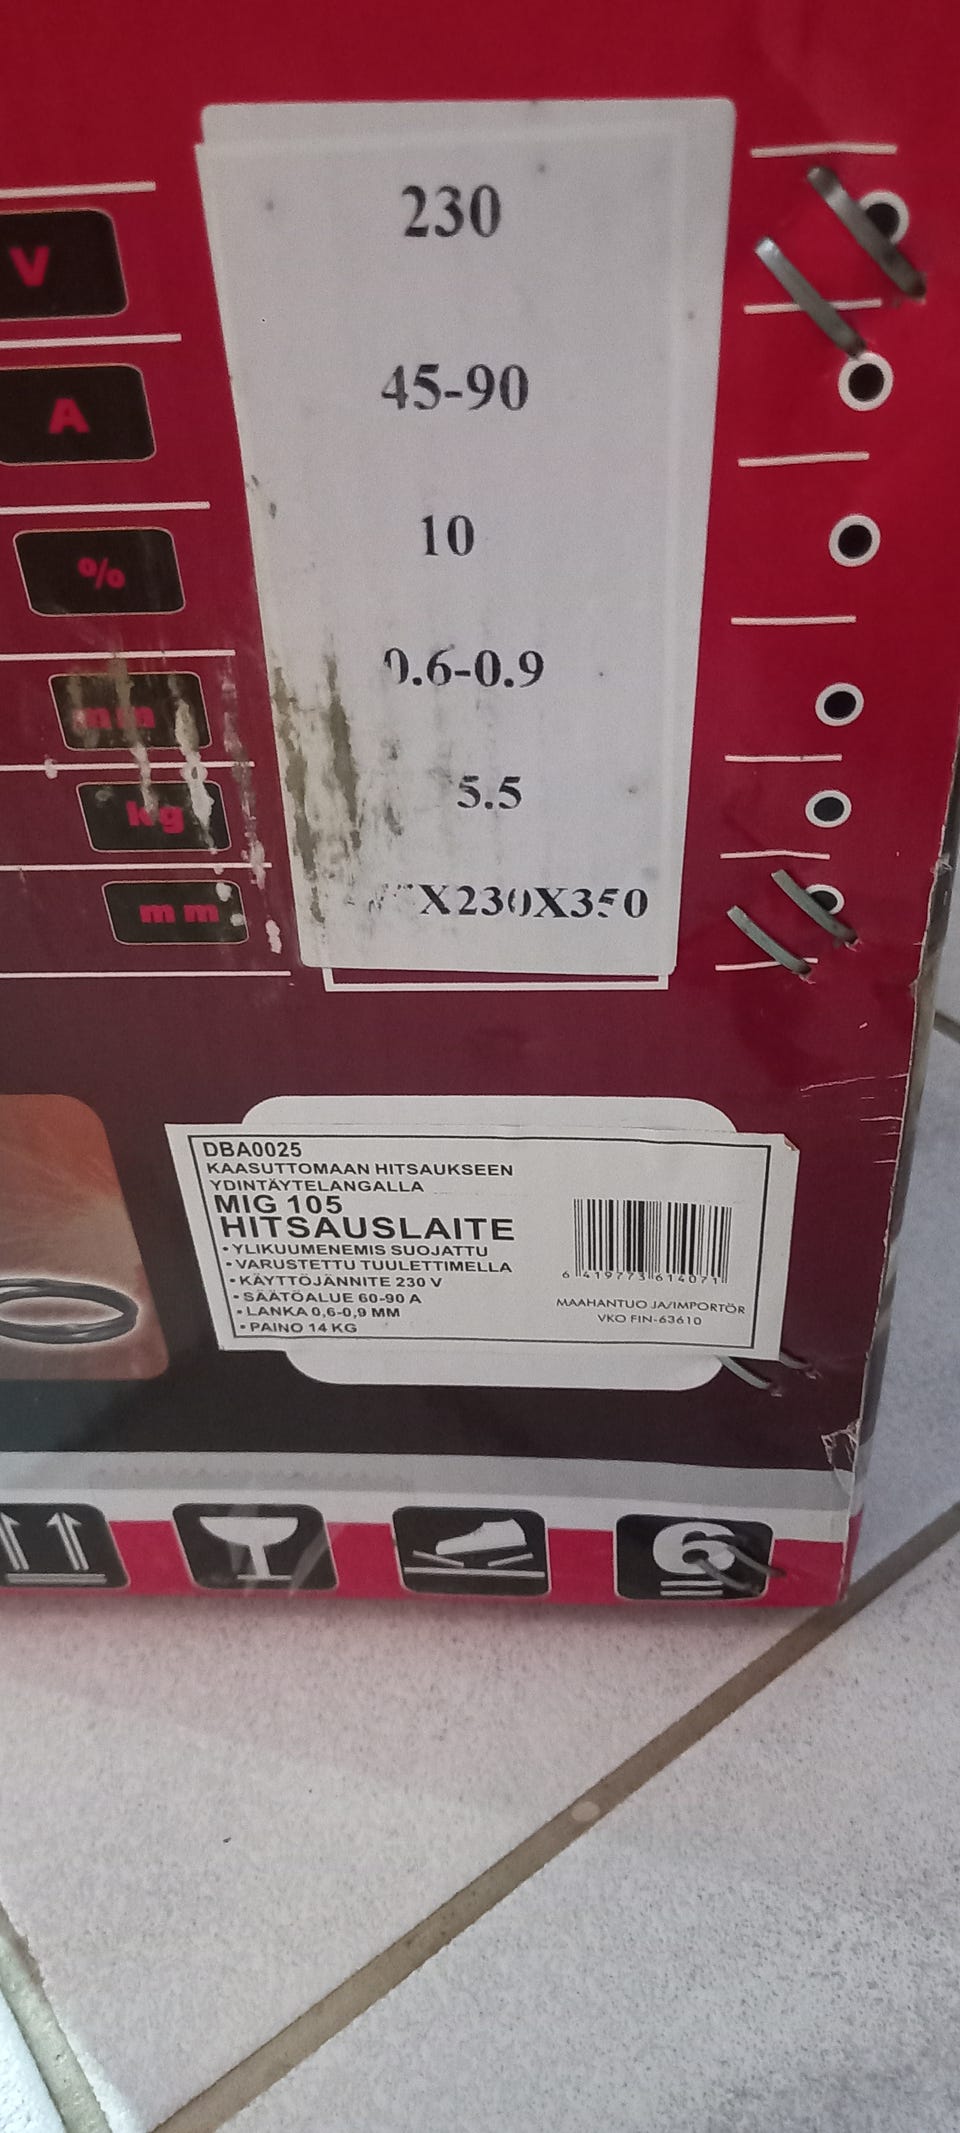 V 230
A 45-90
% 10
mm 0.6-0.9
kg 5.5
mm X230X350
DBA0025
KAASUTTOMAAN HITSAUKSEEN
YDINTÄYTELANGALLA
MIG 105
HITSAUSLAITE
• YLIKUUMENEMIS SUOJATTU
• VARUSTETTU TUULETTIMELLA
• KÄYTTÖJÄNNITE 230 V
• SÄÄTÖALUE 60-90 A
• LANKA 0,6-0,9 MM
• PAINO 14 KG
6 419773 614071
MAAHANTUOJA/IMPORTÖR
VKO FIN-63610
6